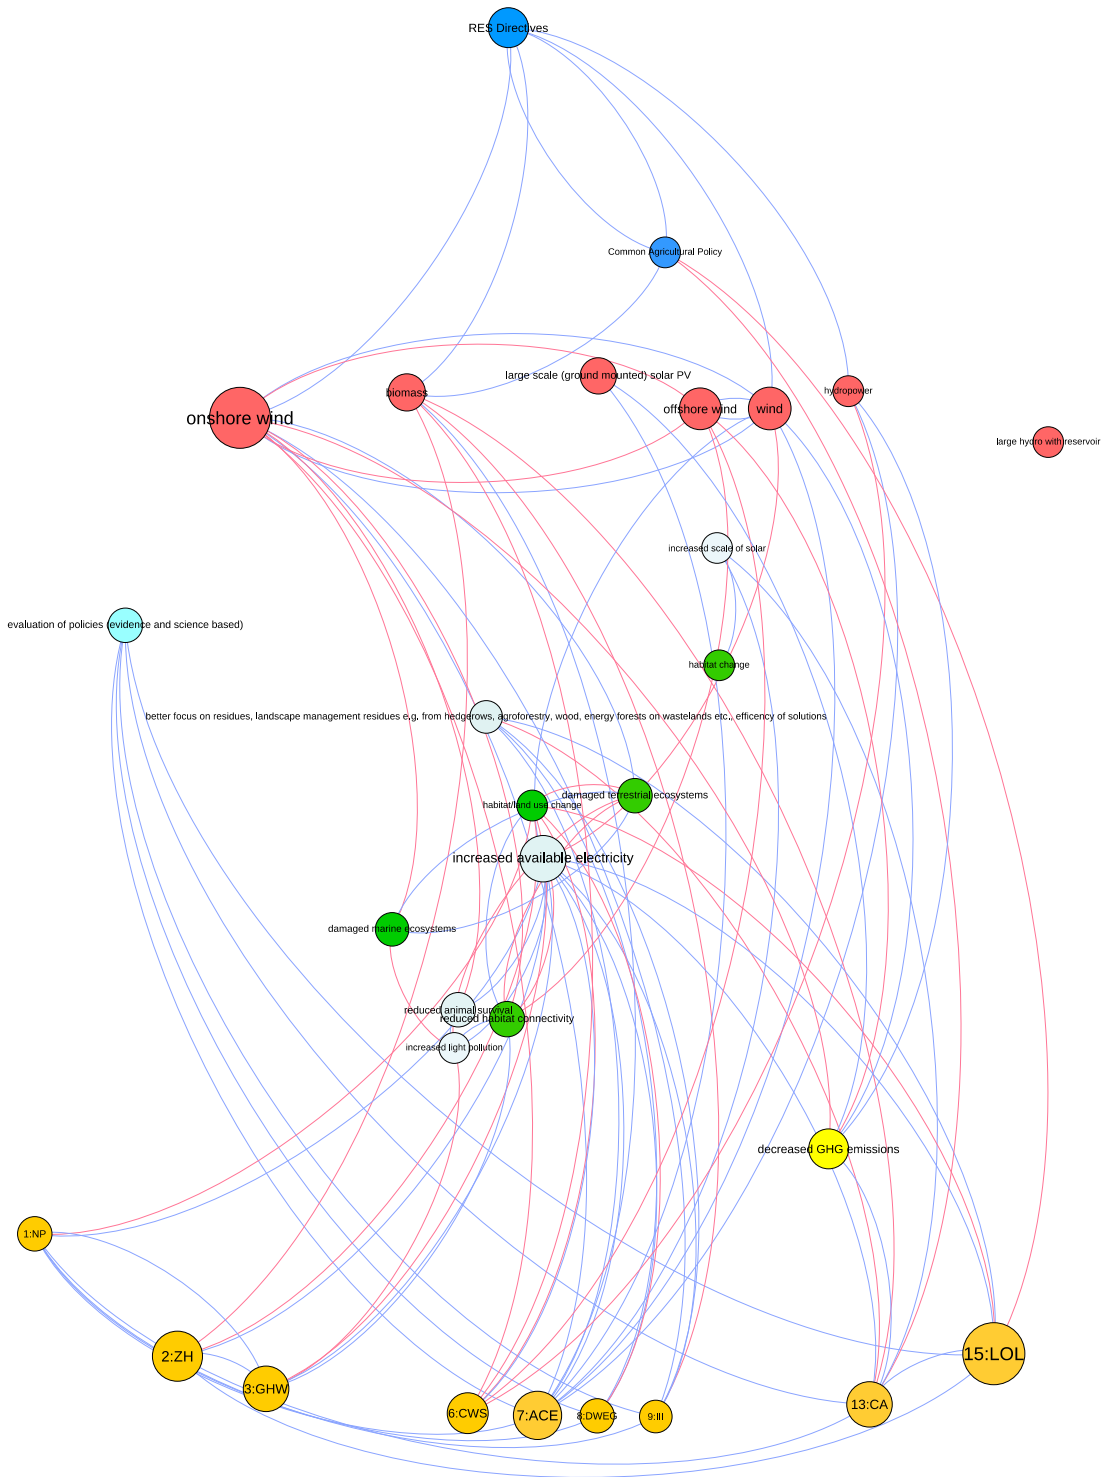 RES Directives
Common Agricultural Policy
large scale (ground mounted) solar PV
biomass
hydropower
onshore wind
offshore wind
wind
large hydro with reservoir
increased scale of solar
evaluation of policies (evidence and science based)
habitat change
better focus on residues, landscape management residues e.g, from hedgerows, agroforestry, wood, energy forests on wastelands etc., efficency of solutions
damaged terrestrial ecosystems
habitat/land use change
increased available electricity
damaged marine ecosystems
reduced animal survival
reduced habitat connectivity
increased light pollution
decreased GHG emissions
1:NP
2:ZH
15:LOL
3:GHW
13:CA
6:CWS
7:ACE
8:DWEG
9:III